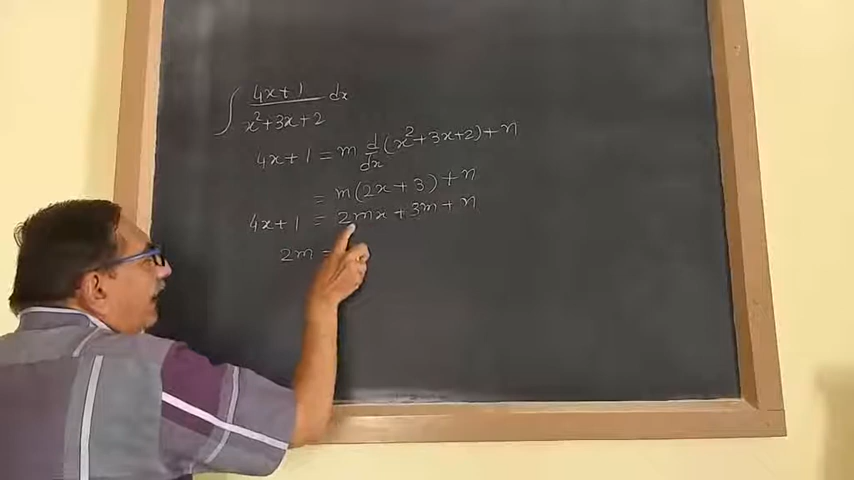 ∫ (4x+1)/(x²+3x+2) dx
4x+1 = m d/dx (x²+3x+2)+n
= m(2x+3)+n
4x+1 = 2mx+3m+n
2m =